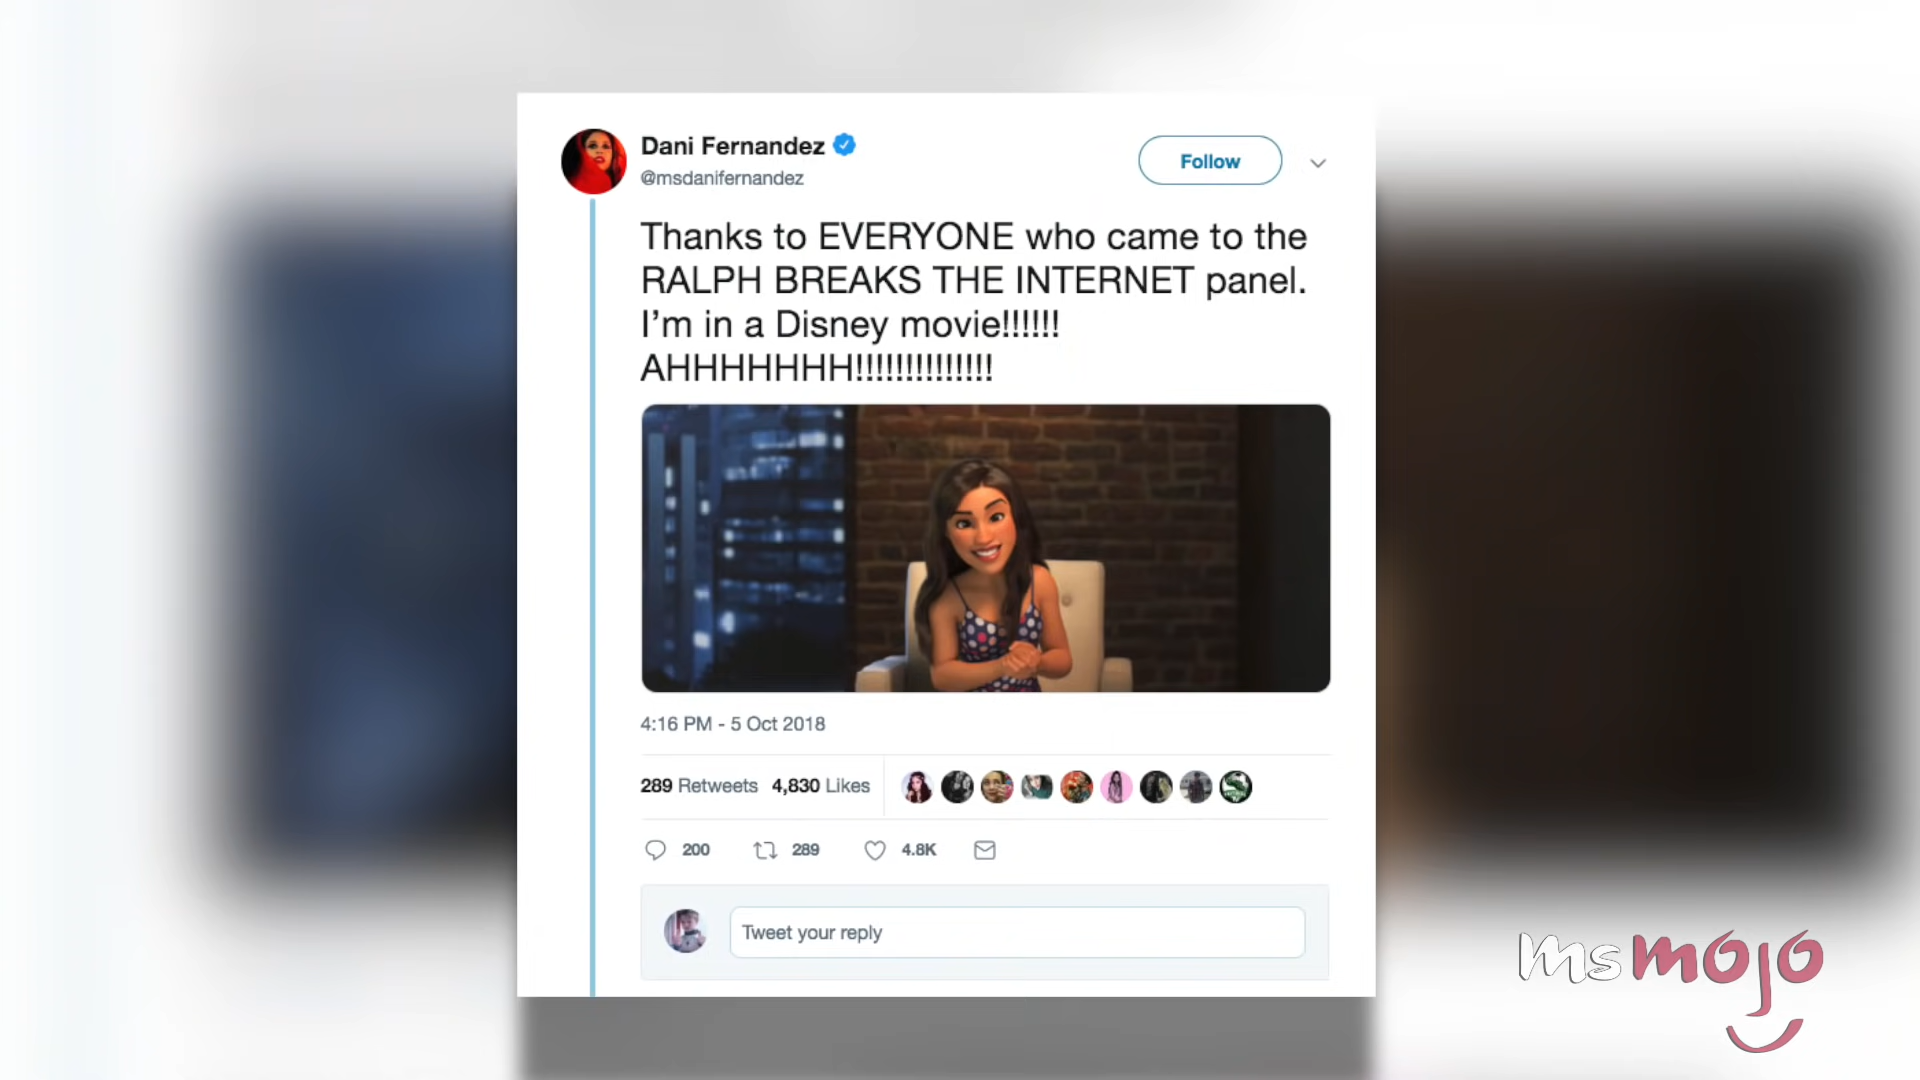 Dani Fernandez
@msdanifernandez
Follow
Thanks to EVERYONE who came to the
RALPH BREAKS THE INTERNET panel.
I'm in a Disney movie!!!!!!
AHHHHHHH!!!!!!!!!!!!!!
4:16 PM - 5 Oct 2018
289 Retweets 4,830 Likes
200 289 4.8K
Tweet your reply
msmojo